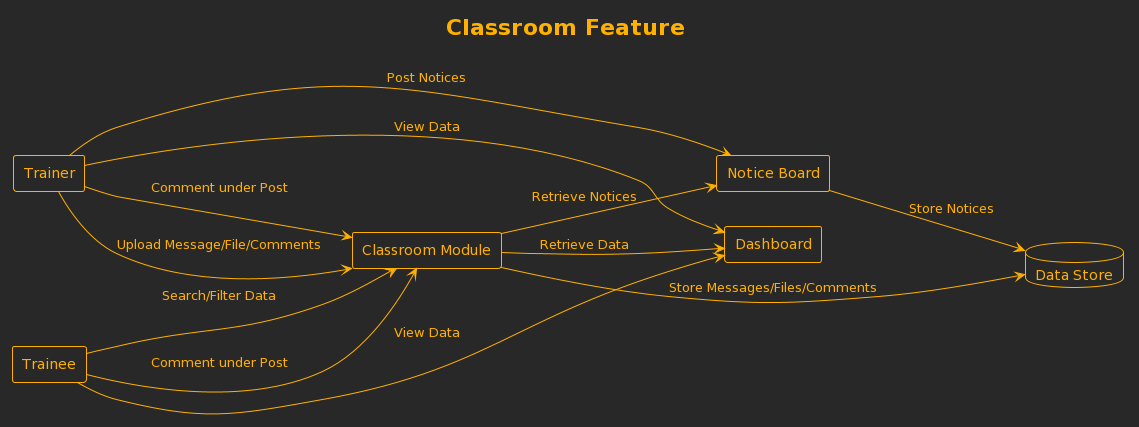 Classroom Feature
Post Notices
View Data
Trainer
Notice Board
Comment under Post
Retrieve Notices
Store Notices
Upload Message/File/Comments
Classroom Module
Retrieve Data
Dashboard
Data Store
Search/Filter Data
Store Messages/Files/Comments
View Data
Trainee
Comment under Post